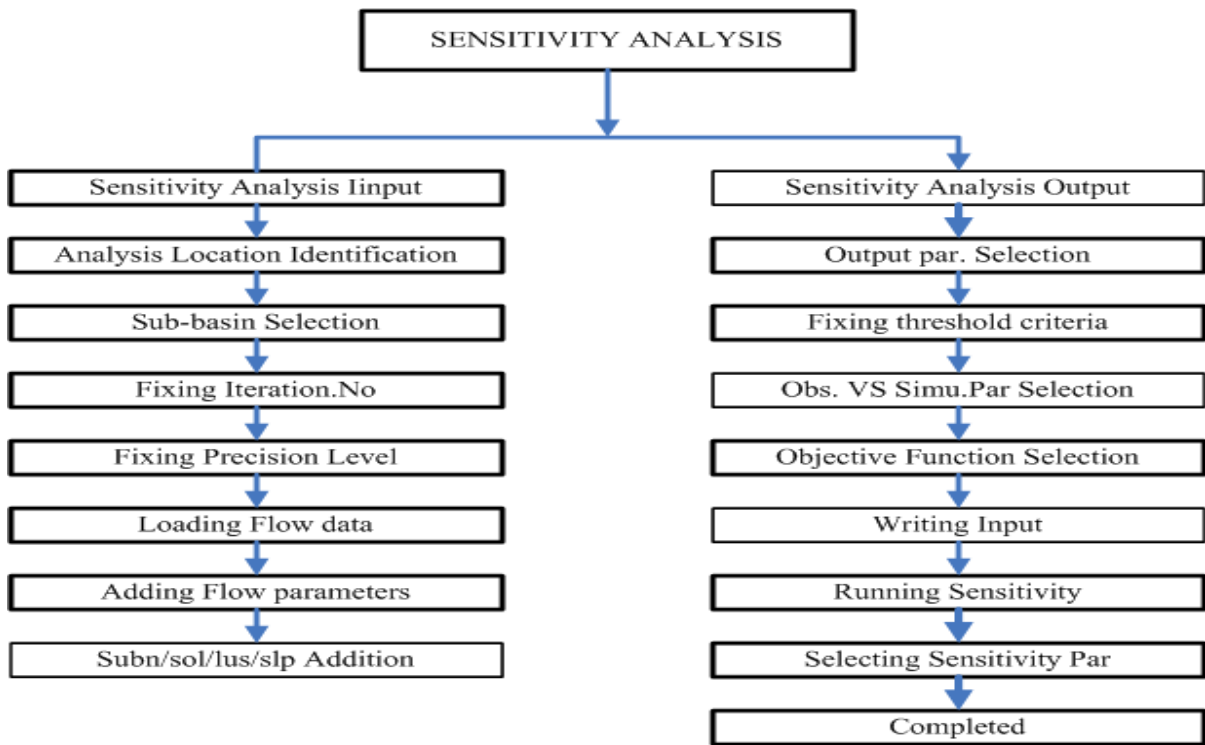 SENSITIVITY ANALYSIS
Sensitivity Analysis Iinput
Analysis Location Identification
Sub-basin Selection
Fixing Iteration.No
Fixing Precision Level
Loading Flow data
Adding Flow parameters
Subn/sol/lus/slp Addition
Sensitivity Analysis Output
Output par. Selection
Fixing threshold criteria
Obs. VS Simu.Par Selection
Objective Function Selection
Writing Input
Running Sensitivity
Selecting Sensitivity Par
Completed